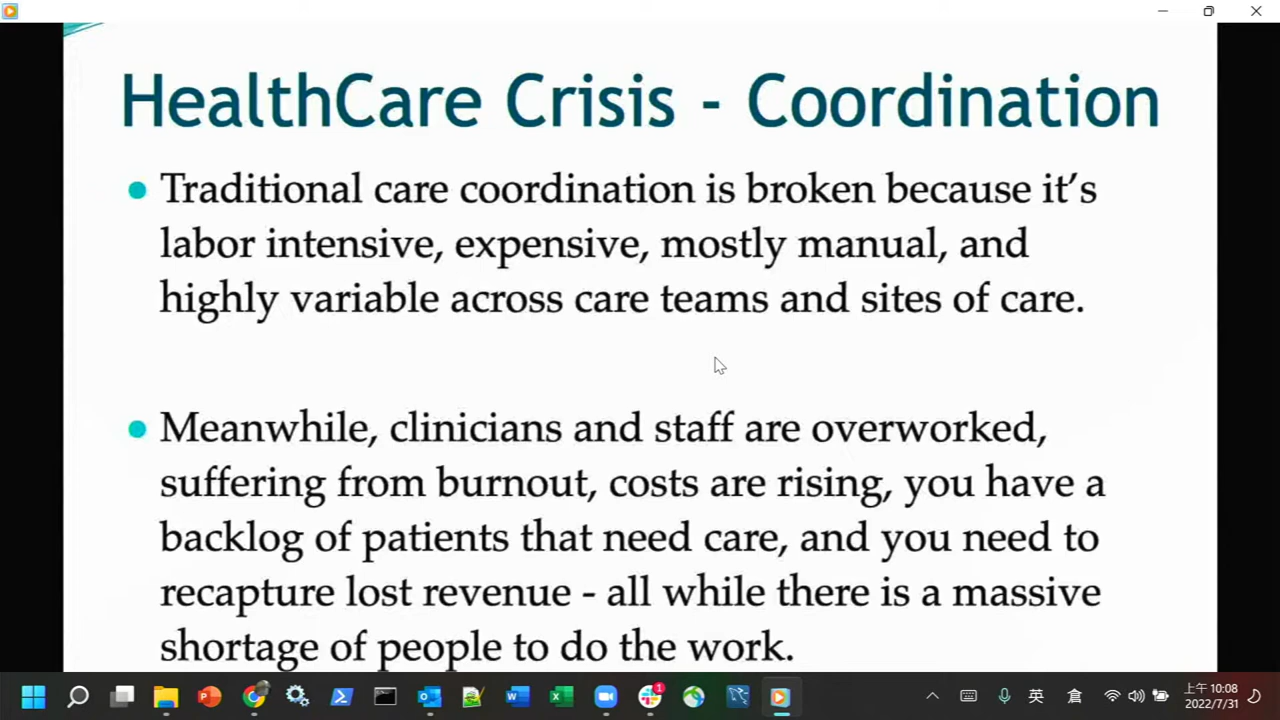 HealthCare Crisis - Coordination
Traditional care coordination is broken because it's
labor intensive, expensive, mostly manual, and
highly variable across care teams and sites of care.
Meanwhile, clinicians and staff are overworked,
suffering from burnout, costs are rising, you have a
backlog of patients that need care, and you need to
recapture lost revenue - all while there is a massive
shortage of people to do the work.
英
上午 10:08
2022/7/31